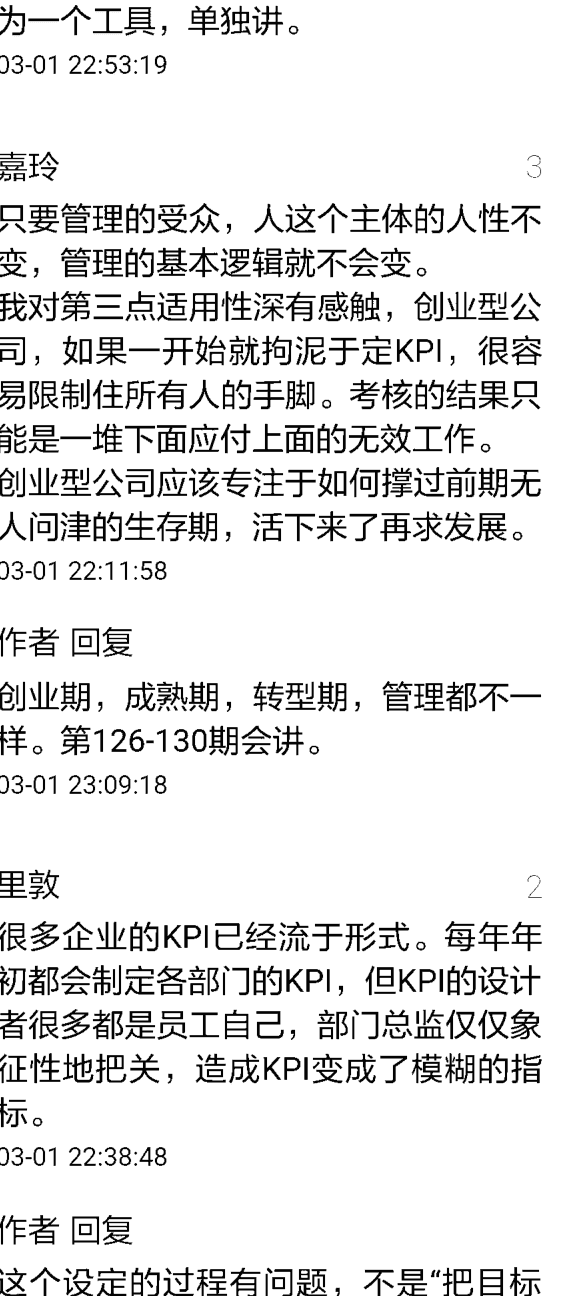 为一个工具，单独讲。
03-01 22:53:19
嘉玲 3
只要管理的受众，人这个主体的人性不
变，管理的基本逻辑就不会变。
我对第三点适用性深有感触，创业型公
司，如果一开始就拘泥于定KPI，很容
易限制住所有人的手脚。考核的结果只
能是一堆下面应付上面的无效工作。
创业型公司应该专注于如何撑过前期无
人问津的生存期，活下来了再求发展。
03-01 22:11:58
作者 回复
创业期，成熟期，转型期，管理都不一
样。第126-130期会讲。
03-01 23:09:18
里敦 2
很多企业的KPI已经流于形式。每年年
初都会制定各部门的KPI，但KPI的设计
者很多都是员工自己，部门总监仅仅象
征性地把关，造成KPI变成了模糊的指
标。
03-01 22:38:48
作者 回复
这个设定的过程有问题，不是“把目标